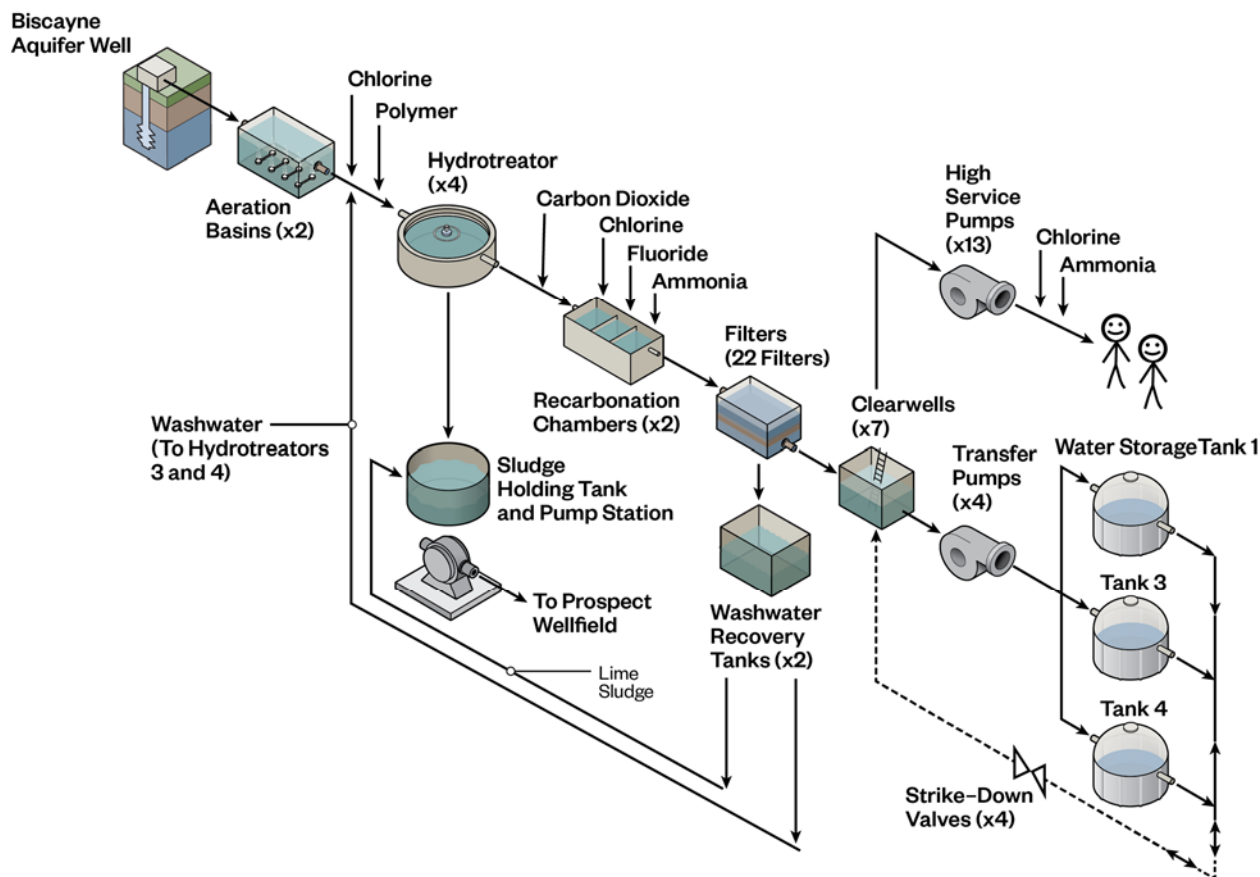 Biscayne
Aquifer Well
Chlorine
Polymer
Aeration
Basins (x2)
Hydrotreator
(x4)
Carbon Dioxide
Chlorine
Fluoride
Ammonia
Recarbonation
Chambers (x2)
Filters
(22 Filters)
Clearwells
(x7)
High
Service
Pumps
(x13)
Chlorine
Ammonia
Transfer
Pumps
(x4)
Water Storage Tank 1
Tank 3
Tank 4
Washwater
(To Hydrotreators
3 and 4)
Sludge
Holding Tank
and Pump Station
To Prospect
Wellfield
Washwater
Recovery
Tanks (x2)
Lime
Sludge
Strike–Down
Valves (x4)